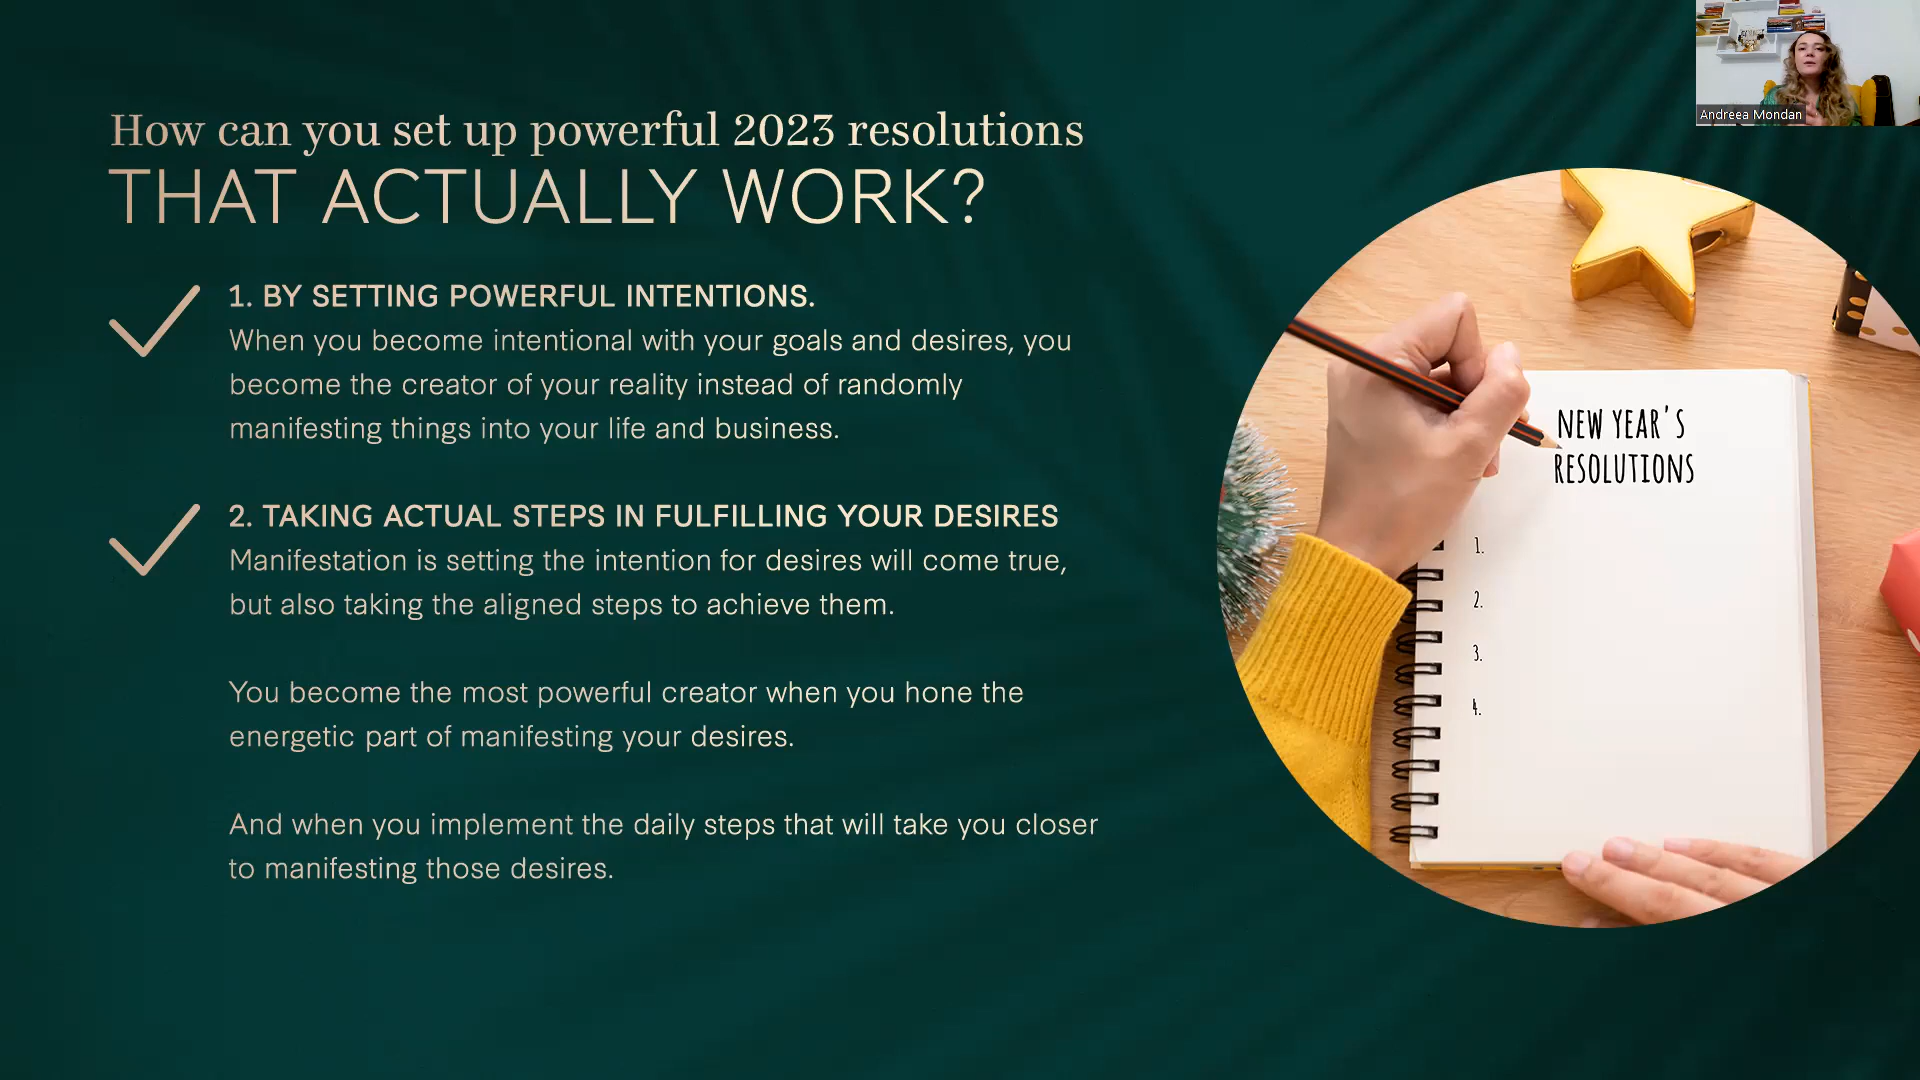 Andreea Mondan
How can you set up powerful 2023 resolutions
THAT ACTUALLY WORK?
1. BY SETTING POWERFUL INTENTIONS.
When you become intentional with your goals and desires, you
become the creator of your reality instead of randomly
manifesting things into your life and business.
2. TAKING ACTUAL STEPS IN FULFILLING YOUR DESIRES
Manifestation is setting the intention for desires will come true,
but also taking the aligned steps to achieve them.
You become the most powerful creator when you hone the
energetic part of manifesting your desires.
And when you implement the daily steps that will take you closer
to manifesting those desires.
NEW YEAR'S
RESOLUTIONS
1.
2.
3.
4.